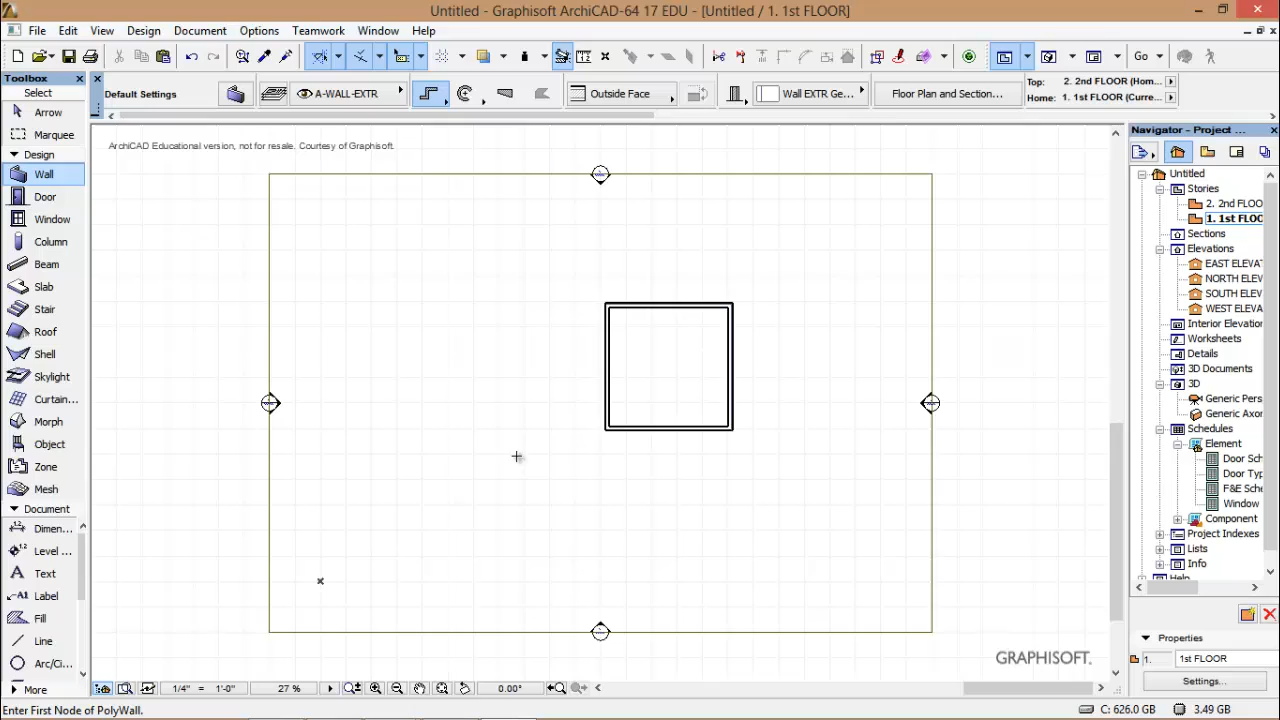 Untitled - Graphisoft ArchiCAD-64 17 EDU - [Untitled / 1. 1st FLOOR]
File Edit View Design Document Options Teamwork Window Help
Go
Toolbox
Select
Arrow
Marquee
Design
Wall
Door
Window
Column
Beam
Slab
Stair
Roof
Shell
Skylight
Curtain...
Morph
Object
Zone
Mesh
Document
Dimen...
Level ...
Text
Label
Fill
Line
Arc/Ci...
More
Default Settings
A-WALL-EXTR
Outside Face
Wall EXTR Ge...
Floor Plan and Section...
Top: 2. 2nd FLOOR (Hom...
Home: 1. 1st FLOOR (Curre...
ArchiCAD Educational version, not for resale. Courtesy of Graphisoft.
GRAPHISOFT.
Navigator - Project ...
Untitled
Stories
2. 2nd FLOO
1. 1st FLOO
Sections
Elevations
EAST ELEVA
NORTH ELEV
SOUTH ELEV
WEST ELEVA
Interior Elevation
Worksheets
Details
3D Documents
3D
Generic Pers
Generic Axon
Schedules
Element
Door Sch
Door Typ
F&E Sche
Window
Component
Project Indexes
Lists
Info
Help
Properties
1. 1st FLOOR
Settings...
1/4" = 1'-0" 27 % 0.00°
Enter First Node of PolyWall.
C: 626.0 GB 3.49 GB